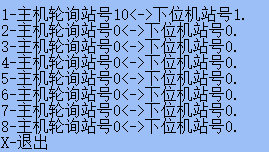 1-主机轮询站号10<->下位机站号1.
2-主机轮询站号0<->下位机站号0.
3-主机轮询站号0<->下位机站号0.
4-主机轮询站号0<->下位机站号0.
5-主机轮询站号0<->下位机站号0.
6-主机轮询站号0<->下位机站号0.
7-主机轮询站号0<->下位机站号0.
8-主机轮询站号0<->下位机站号0.
X-退出